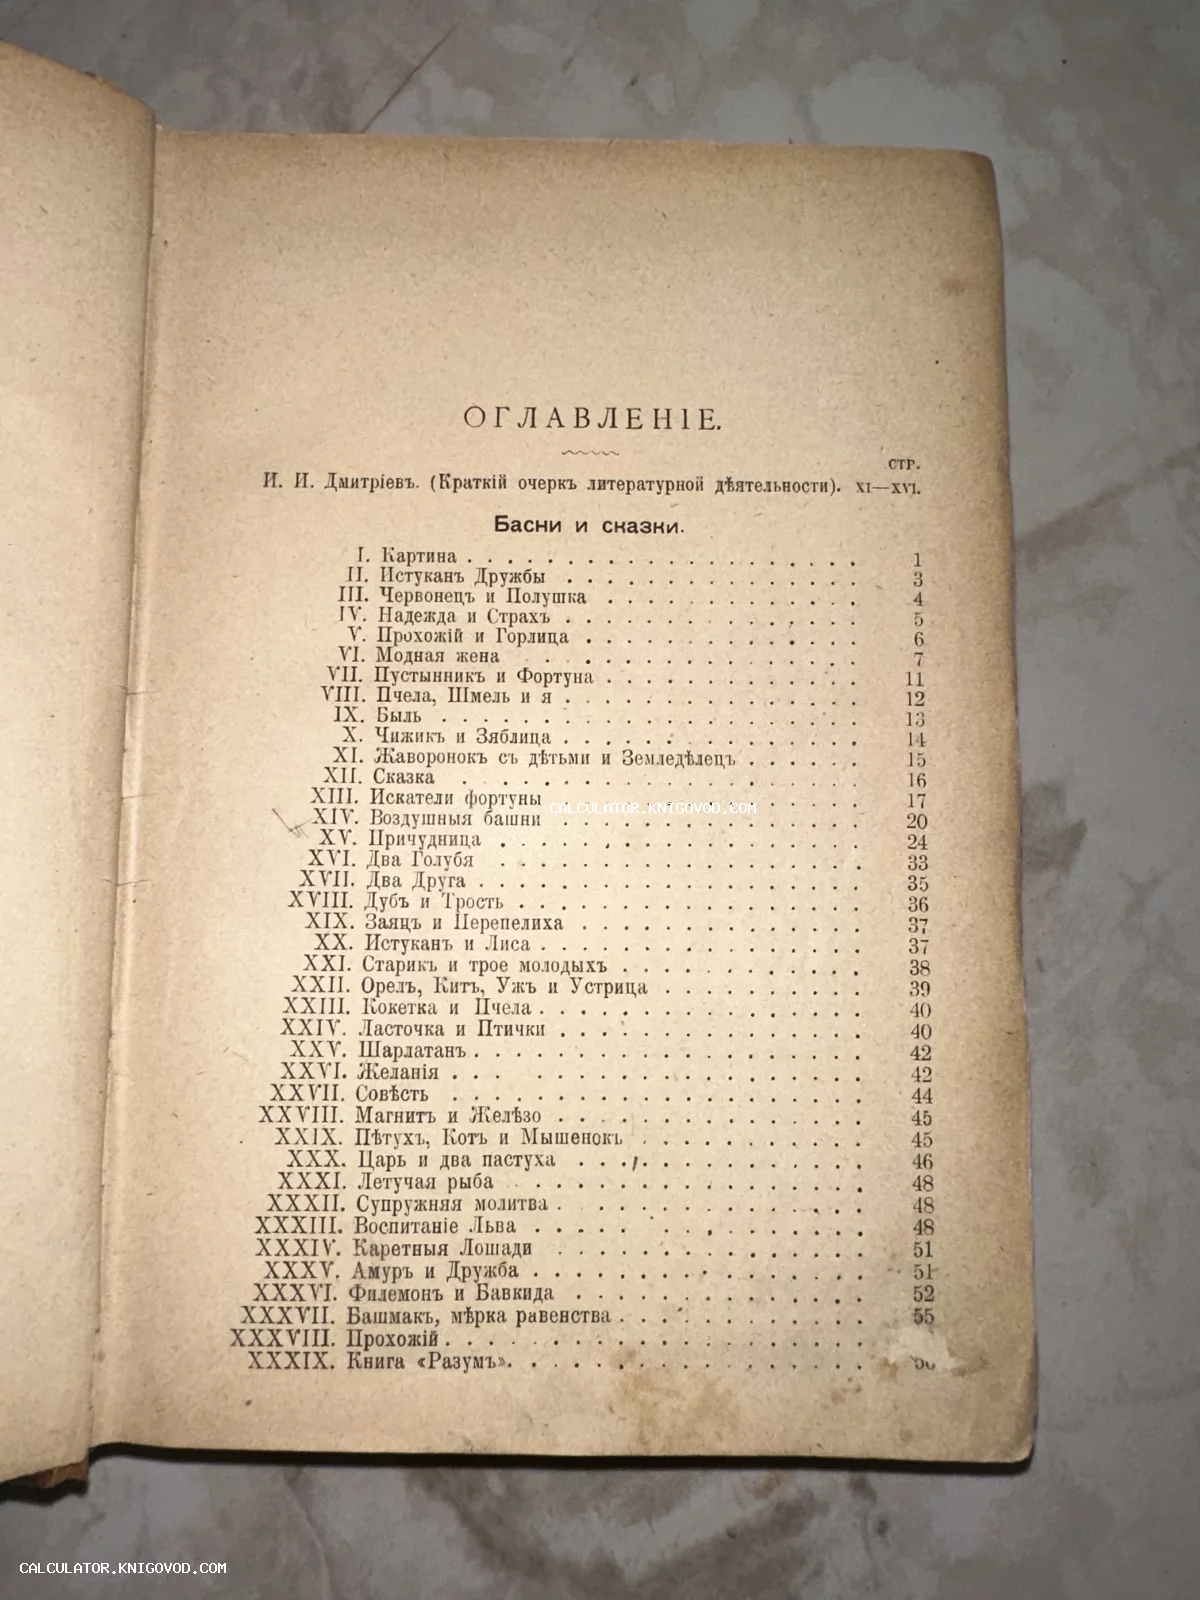 ОГЛАВЛЕНІЕ.
СТР.
И. И. Дмитріевъ. (Краткій очеркъ литературной дѣятельности). XI—XVI.
Басни и сказки.
I. Картина . . . . . . . . . . . . . . . . . . . 1
II. Истуканъ Дружбы . . . . . . . . . . . . . . 3
III. Червонецъ и Полушка . . . . . . . . . . . . 4
IV. Надежда и Страхъ . . . . . . . . . . . . . . 5
V. Прохожій и Горлица . . . . . . . . . . . . . 6
VI. Модная жена . . . . . . . . . . . . . . . 7
VII. Пустынникъ и Фортуна . . . . . . . . . . . . 11
VIII. Пчела, Шмель и я . . . . . . . . . . . . . . 12
IX. Быль . . . . . . . . . . . . . . . . . . . . 13
X. Чижикъ и Зяблица . . . . . . . . . . . . . . 14
XI. Жаворонокъ съ дѣтьми и Земледѣлецъ . . . . . . 15
XII. Сказка . . . . . . . . . . . . . . . . . . 16
XIII. Искатели фортуны . . . . . . . . . . . . . . 17
CALCULATOR.KNIGOVOD.COM
XIV. Воздушныя башни . . . . . . . . . . . . . . 20
XV. Причудница . . . . . . . . . . . . . . . . . 24
XVI. Два Голубя . . . . . . . . . . . . . . . . . 33
XVII. Два Друга . . . . . . . . . . . . . . . . . . 35
XVIII. Дубъ и Трость . . . . . . . . . . . . . . . . 36
XIX. Заяцъ и Перепелиха . . . . . . . . . . . . . 37
XX. Истуканъ и Лиса . . . . . . . . . . . . . . . 37
XXI. Старикъ и трое молодыхъ . . . . . . . . . . . 38
XXII. Орелъ, Китъ, Ужъ и Устрица . . . . . . . . . 39
XXIII. Кокетка и Пчела . . . . . . . . . . . . . . . 40
XXIV. Ласточка и Птички . . . . . . . . . . . . . . 40
XXV. Шарлатанъ . . . . . . . . . . . . . . . . . . 42
XXVI. Желанія . . . . . . . . . . . . . . . . . . 42
XXVII. Совѣсть . . . . . . . . . . . . . . . . . . 44
XXVIII. Магнитъ и Желѣзо . . . . . . . . . . . . . . 45
XXIX. Пѣтухъ, Котъ и Мышенокъ . . . . . . . . . . 45
XXX. Царь и два пастуха . . . . . . . . . . . . . 46
XXXI. Летучая рыба . . . . . . . . . . . . . . . . 48
XXXII. Супружняя молитва . . . . . . . . . . . . . . 48
XXXIII. Воспитаніе Льва . . . . . . . . . . . . . . . 48
XXXIV. Каретныя Лошади . . . . . . . . . . . . . . 51
XXXV. Амуръ и Дружба . . . . . . . . . . . . . . . 51
XXXVI. Филемонъ и Бавкида . . . . . . . . . . . . . 52
XXXVII. Башмакъ, мѣрка равенства . . . . . . . . . . . 55
XXXVIII. Прохожій . . . . . . . . . . . . . . . . . .
XXXIX. Книга «Разумъ». . . . . . . . . . . . . . . .
CALCULATOR.KNIGOVOD.COM